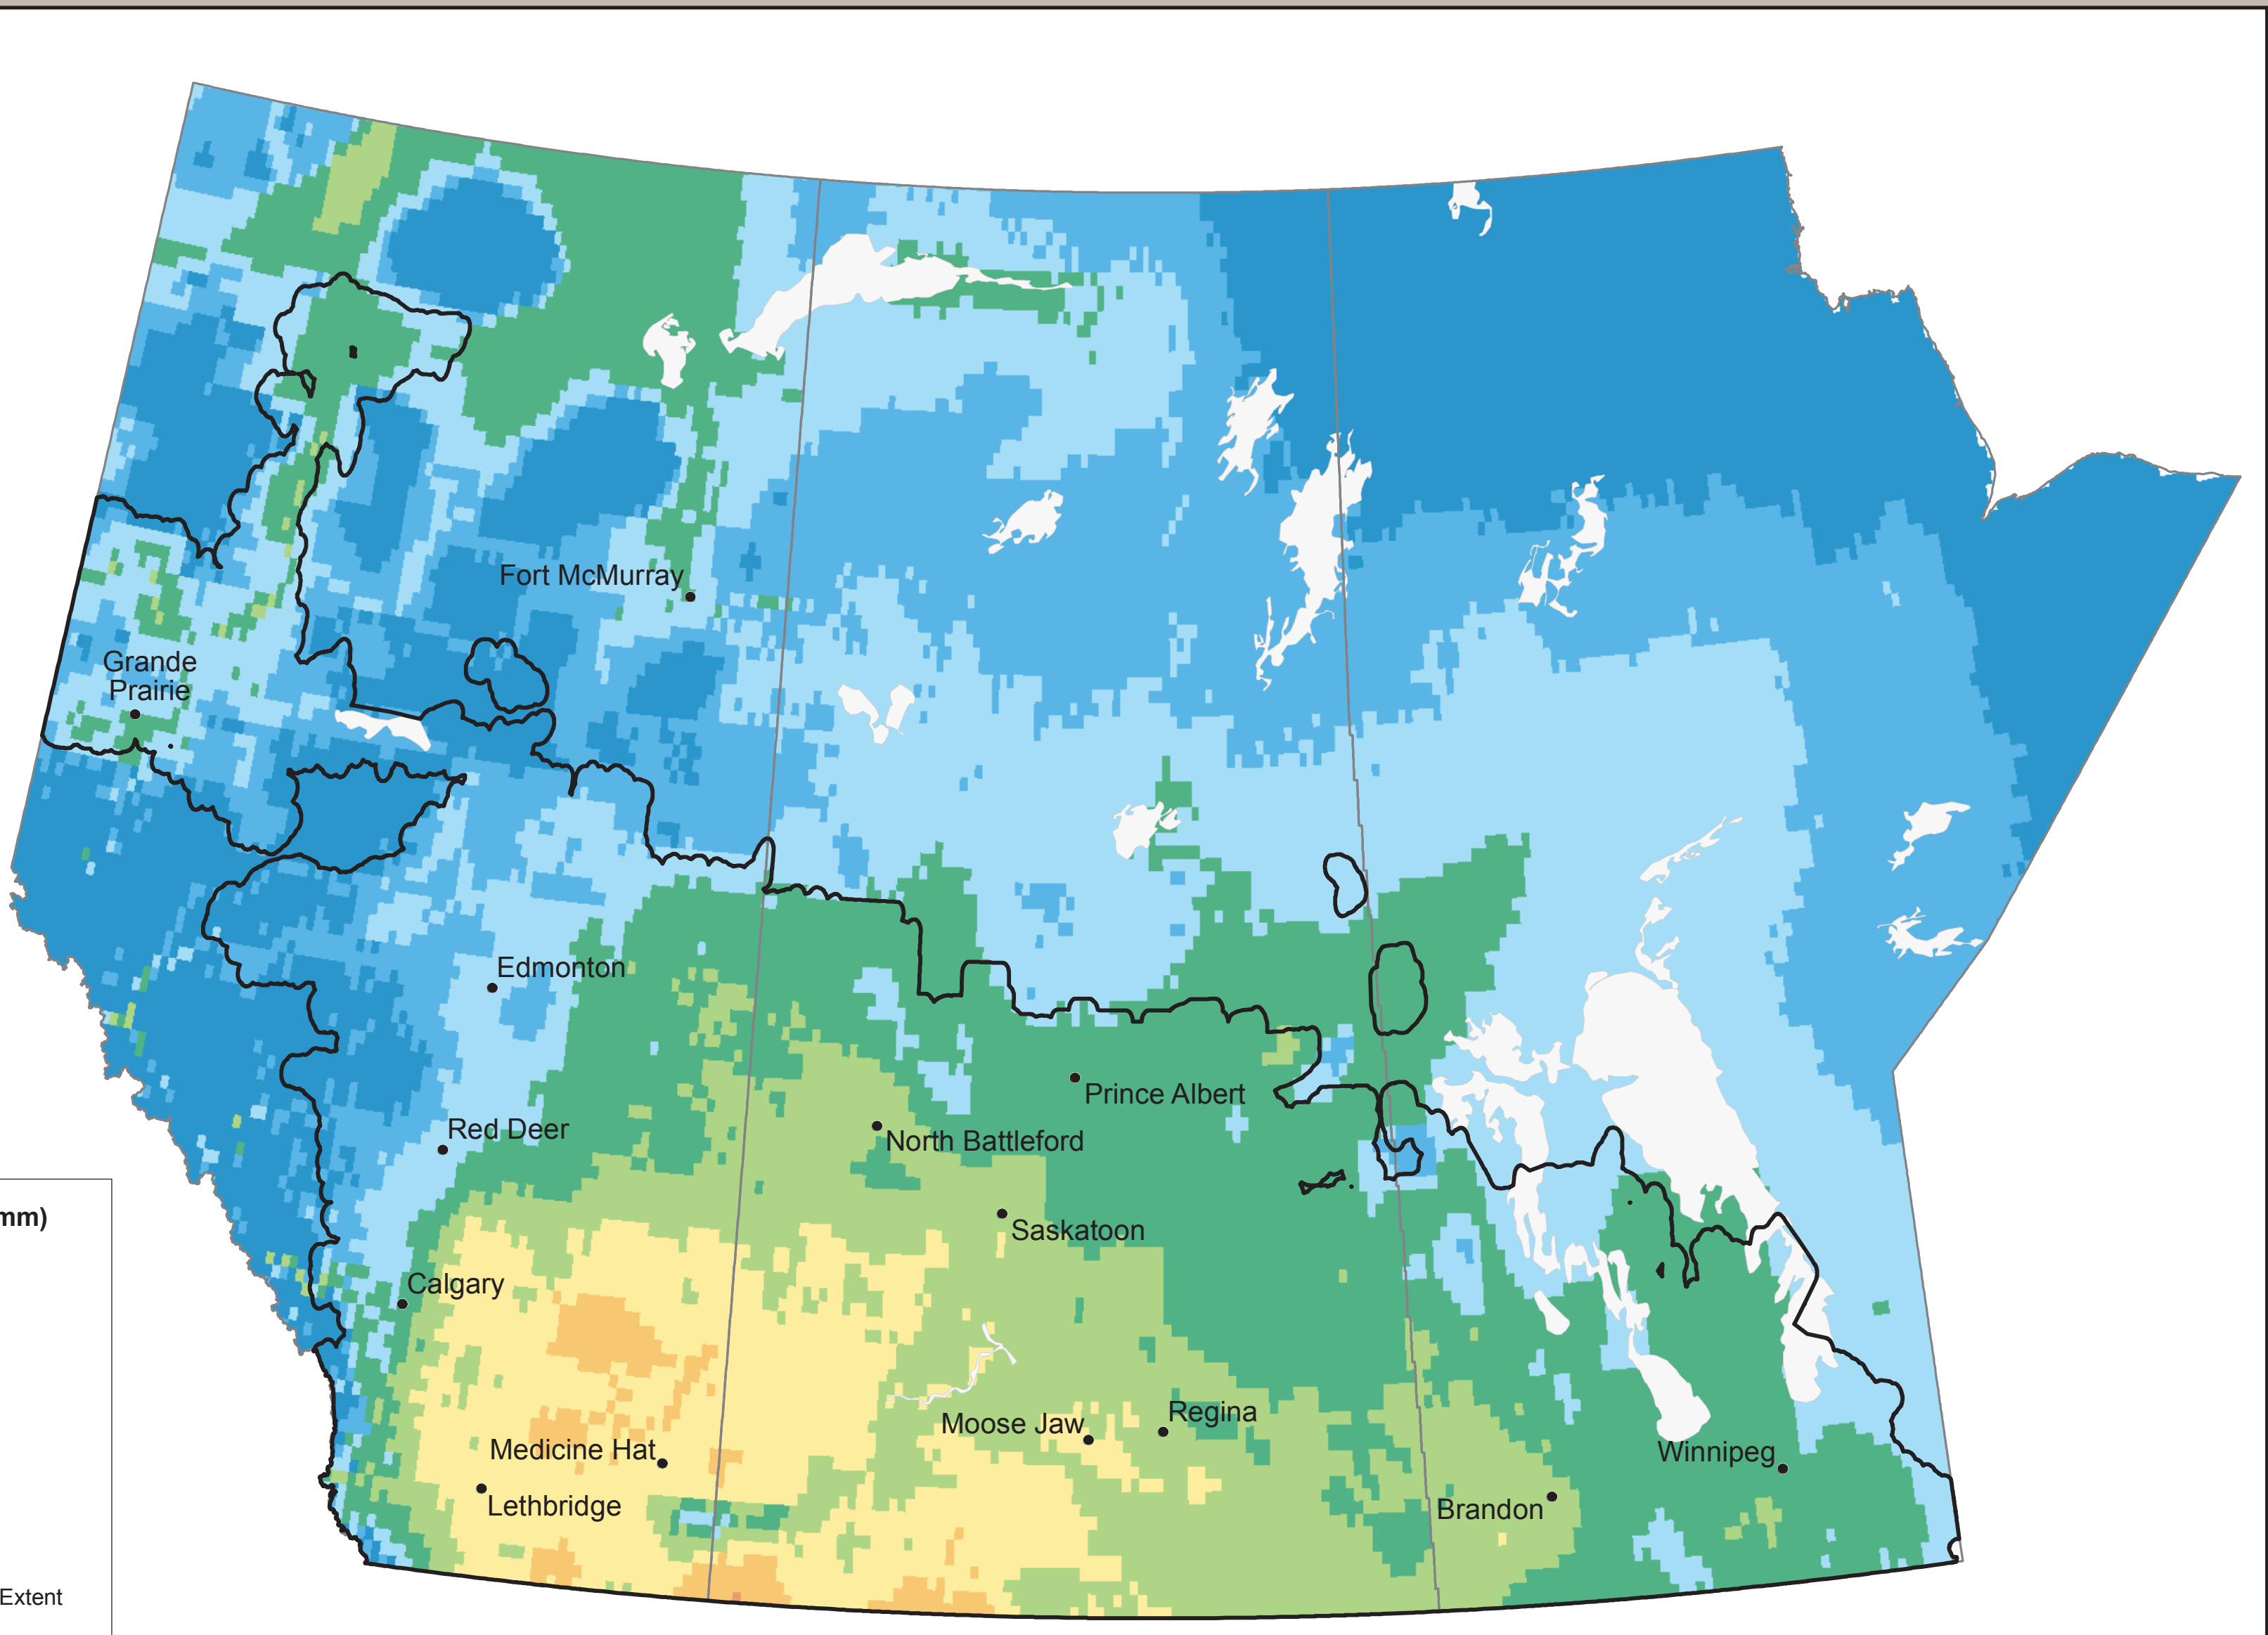 Fort McMurray
Grande
Prairie
Edmonton
Prince Albert
Red Deer
North Battleford
mm)
Saskatoon
Calgary
Regina
Moose Jaw
Medicine Hat
Winnipeg
Lethbridge
Brandon
Extent